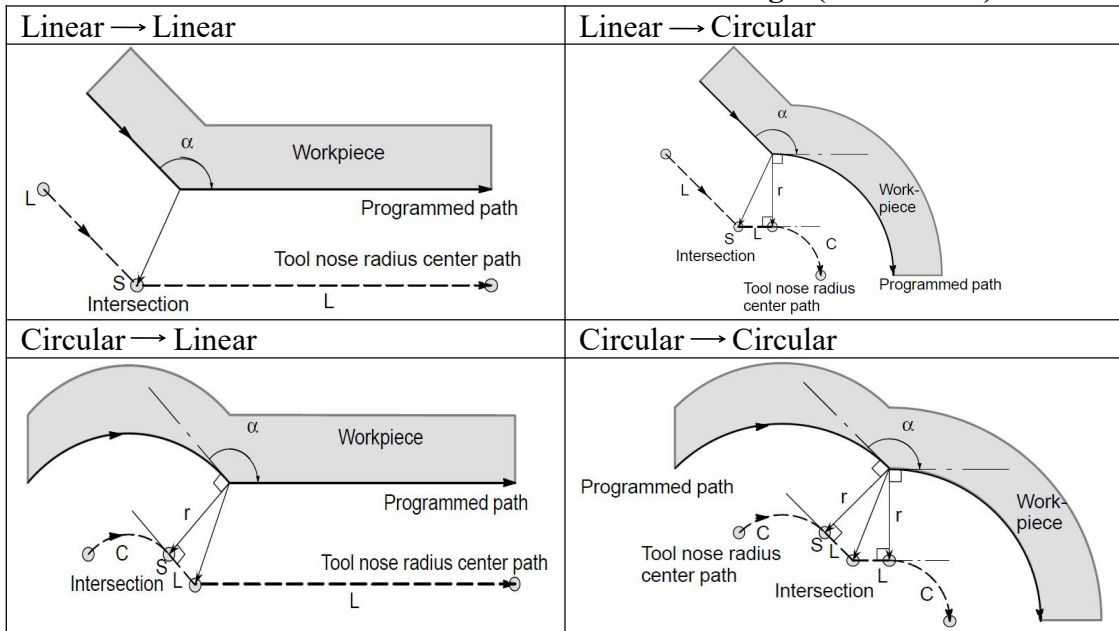 Linear → Linear
Linear → Circular
α
Workpiece
L
Programmed path
Tool nose radius center path
S
Intersection
L
α
L
r
Work-
piece
S
L
C
Intersection
Tool nose radius
center path
Programmed path
Circular → Linear
Circular → Circular
α
Workpiece
Programmed path
r
C
S
Tool nose radius center path
Intersection
L
L
α
Programmed path
r
r
Work-
piece
C
S
Tool nose radius
center path
L
Intersection
C